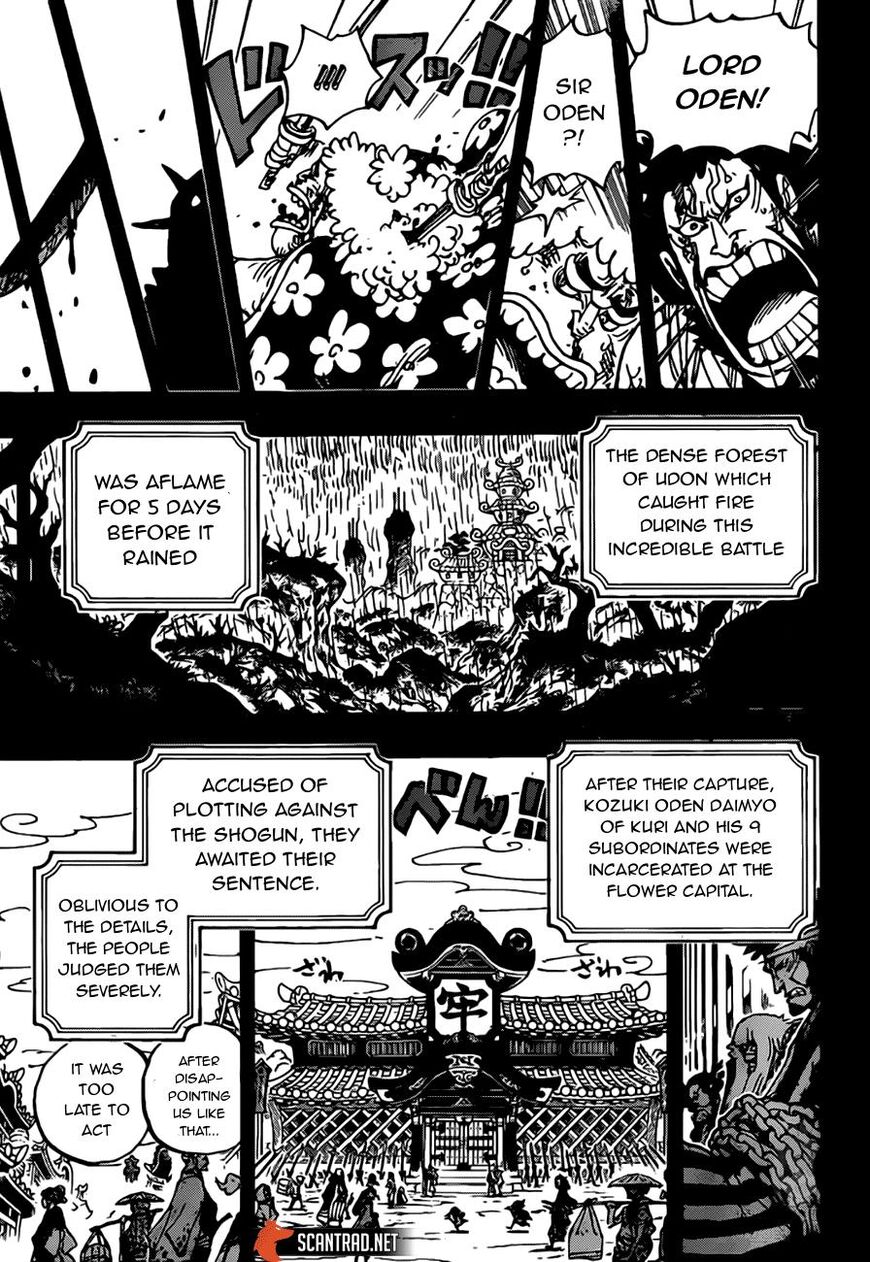 LORD
ODEN!
SIR
ODEN
?!
!!!
ドスッ!!
THE DENSE FOREST
OF UDON WHICH
CAUGHT FIRE
DURING THIS
INCREDIBLE BATTLE
WAS AFLAME
FOR 5 DAYS
BEFORE IT
RAINED
AFTER THEIR CAPTURE,
KOZUKI ODEN DAIMYO
OF KURI AND HIS 9
SUBORDINATES WERE
INCARCERATED AT THE
FLOWER CAPITAL.
べん!!
ACCUSED OF
PLOTTING AGAINST
THE SHOGUN, THEY
AWAITED THEIR
SENTENCE.
OBLIVIOUS TO
THE DETAILS,
THE PEOPLE
JUDGED THEM
SEVERELY.
ざわ
ざわ
牢
AFTER
DISAP-
POINTING
US LIKE
THAT...
IT WAS
TOO
LATE TO
ACT
SCANTRAD.NET